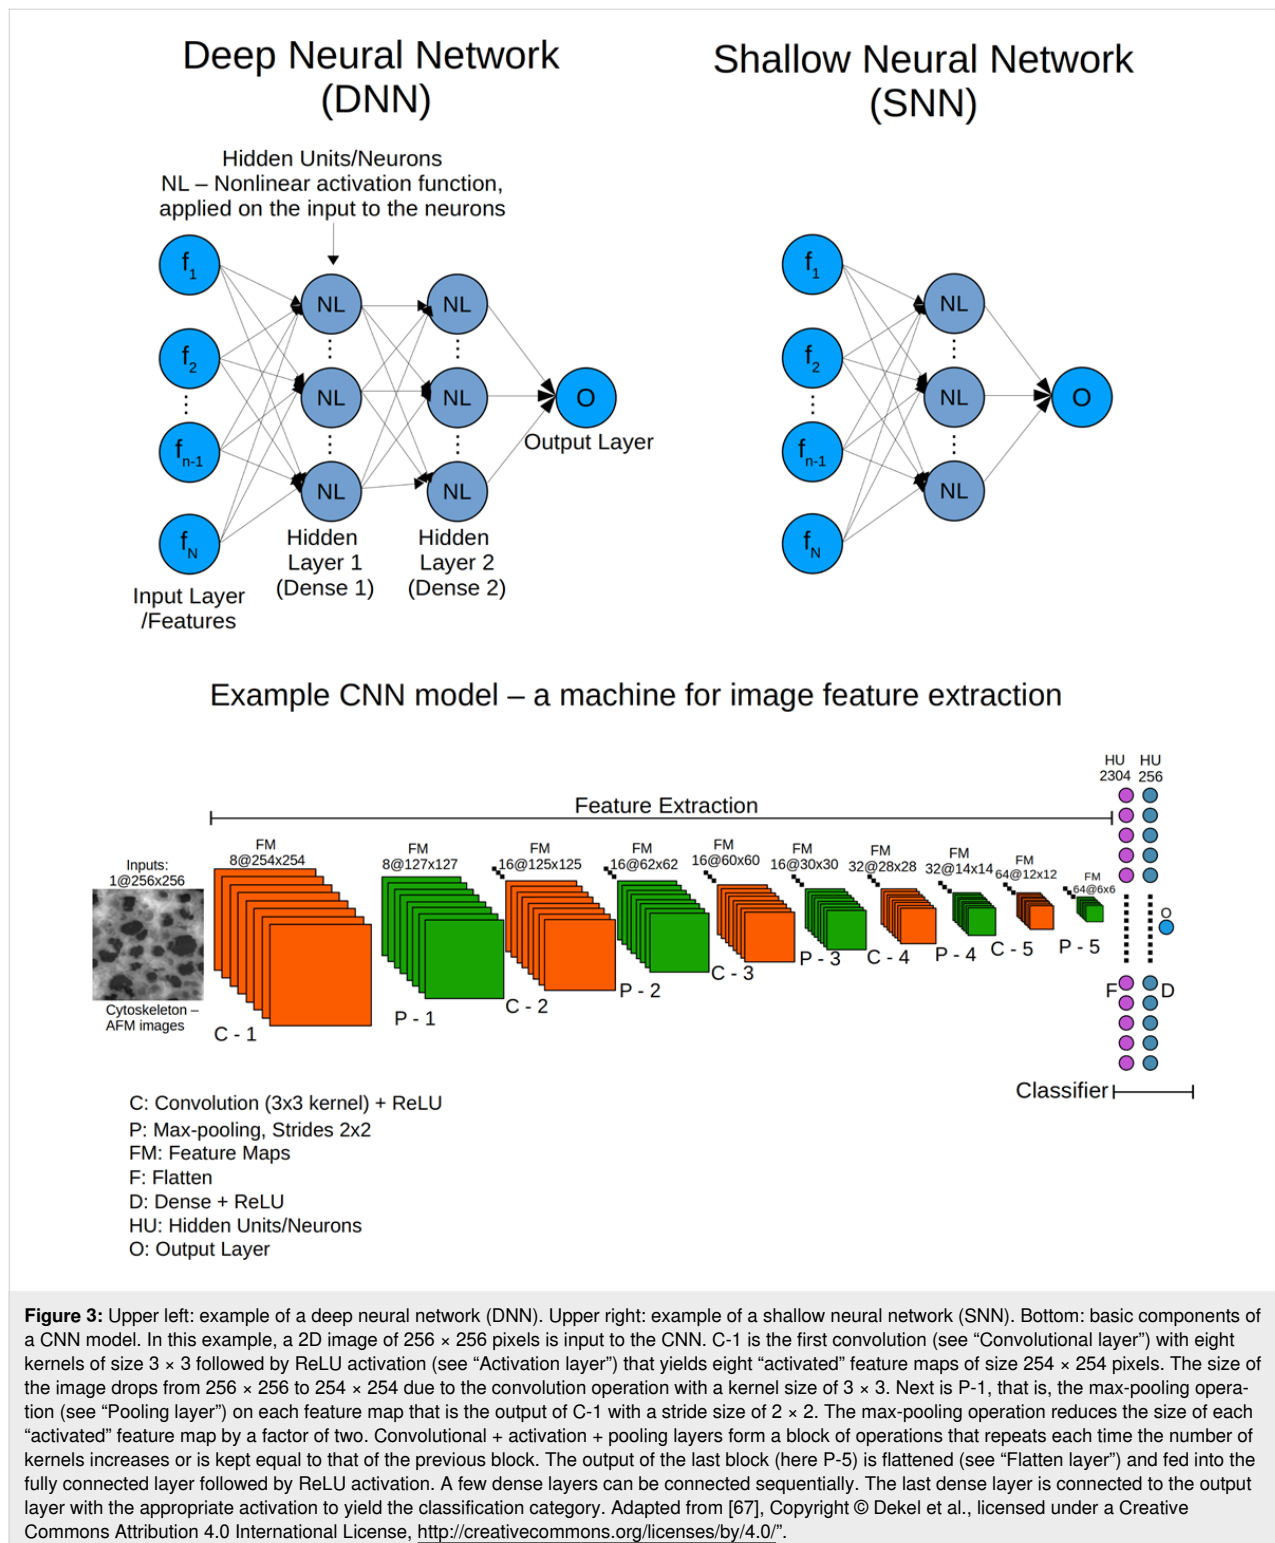 Deep Neural Network
(DNN)
Shallow Neural Network
(SNN)
Hidden Units/Neurons
NL – Nonlinear activation function,
applied on the input to the neurons
f1
f2
fn-1
fN
NL
NL
NL
NL
NL
NL
O
Output Layer
Hidden
Layer 1
(Dense 1)
Hidden
Layer 2
(Dense 2)
Input Layer
/Features
f1
f2
fn-1
fN
NL
NL
NL
O
Example CNN model – a machine for image feature extraction
HU
2304
HU
256
Feature Extraction
Inputs:
1@256x256
FM
8@254x254
FM
8@127x127
FM
16@125x125
FM
16@62x62
FM
16@60x60
FM
16@30x30
FM
32@28x28
FM
32@14x14
FM
64@12x12
FM
64@6x6
O
Cytoskeleton –
AFM images
C - 1
P - 1
C - 2
P - 2
C - 3
P - 3
C - 4
P - 4
C - 5
P - 5
F
D
Classifier
C: Convolution (3x3 kernel) + ReLU
P: Max-pooling, Strides 2x2
FM: Feature Maps
F: Flatten
D: Dense + ReLU
HU: Hidden Units/Neurons
O: Output Layer
Figure 3: Upper left: example of a deep neural network (DNN). Upper right: example of a shallow neural network (SNN). Bottom: basic components of
a CNN model. In this example, a 2D image of 256 × 256 pixels is input to the CNN. C-1 is the first convolution (see “Convolutional layer”) with eight
kernels of size 3 × 3 followed by ReLU activation (see “Activation layer”) that yields eight “activated” feature maps of size 254 × 254 pixels. The size of
the image drops from 256 × 256 to 254 × 254 due to the convolution operation with a kernel size of 3 × 3. Next is P-1, that is, the max-pooling opera-
tion (see “Pooling layer”) on each feature map that is the output of C-1 with a stride size of 2 × 2. The max-pooling operation reduces the size of each
“activated” feature map by a factor of two. Convolutional + activation + pooling layers form a block of operations that repeats each time the number of
kernels increases or is kept equal to that of the previous block. The output of the last block (here P-5) is flattened (see “Flatten layer”) and fed into the
fully connected layer followed by ReLU activation. A few dense layers can be connected sequentially. The last dense layer is connected to the output
layer with the appropriate activation to yield the classification category. Adapted from [67], Copyright © Dekel et al., licensed under a Creative
Commons Attribution 4.0 International License, http://creativecommons.org/licenses/by/4.0/”.